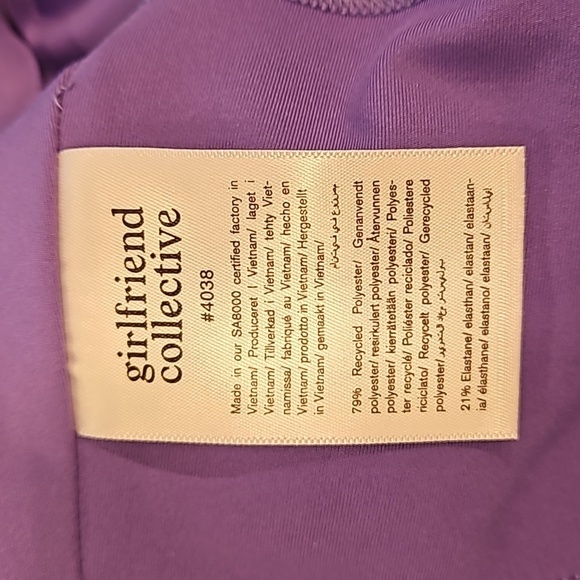 girlfriend
collective
#4038
Made in our SA8000 certified factory in
Vietnam/ Produceret I Vietnam/ laget i
Vietnam/ Tillverkad i Vietnam/ tehty Viet-
namissa/ fabriqué au Vietnam/ hecho en
Vietnam/ prodotto in Vietnam/ Hergestellt
in Vietnam/ gemaakt in Vietnam/
79% Recycled Polyester/ Genanvendt
polyester/ resirkulert polyester/ Återvunnen
polyester/ kierrätetään polyesteri/ Polyes-
ter recyclé/ Poliéster reciclado/ Poliestere
riciclato/ Recycelt polyester/ Gerecycled
polyester/
21% Elastane/ elasthan/ elastan/ elastaan-
ia/ élasthane/ elastano/ elastaan/